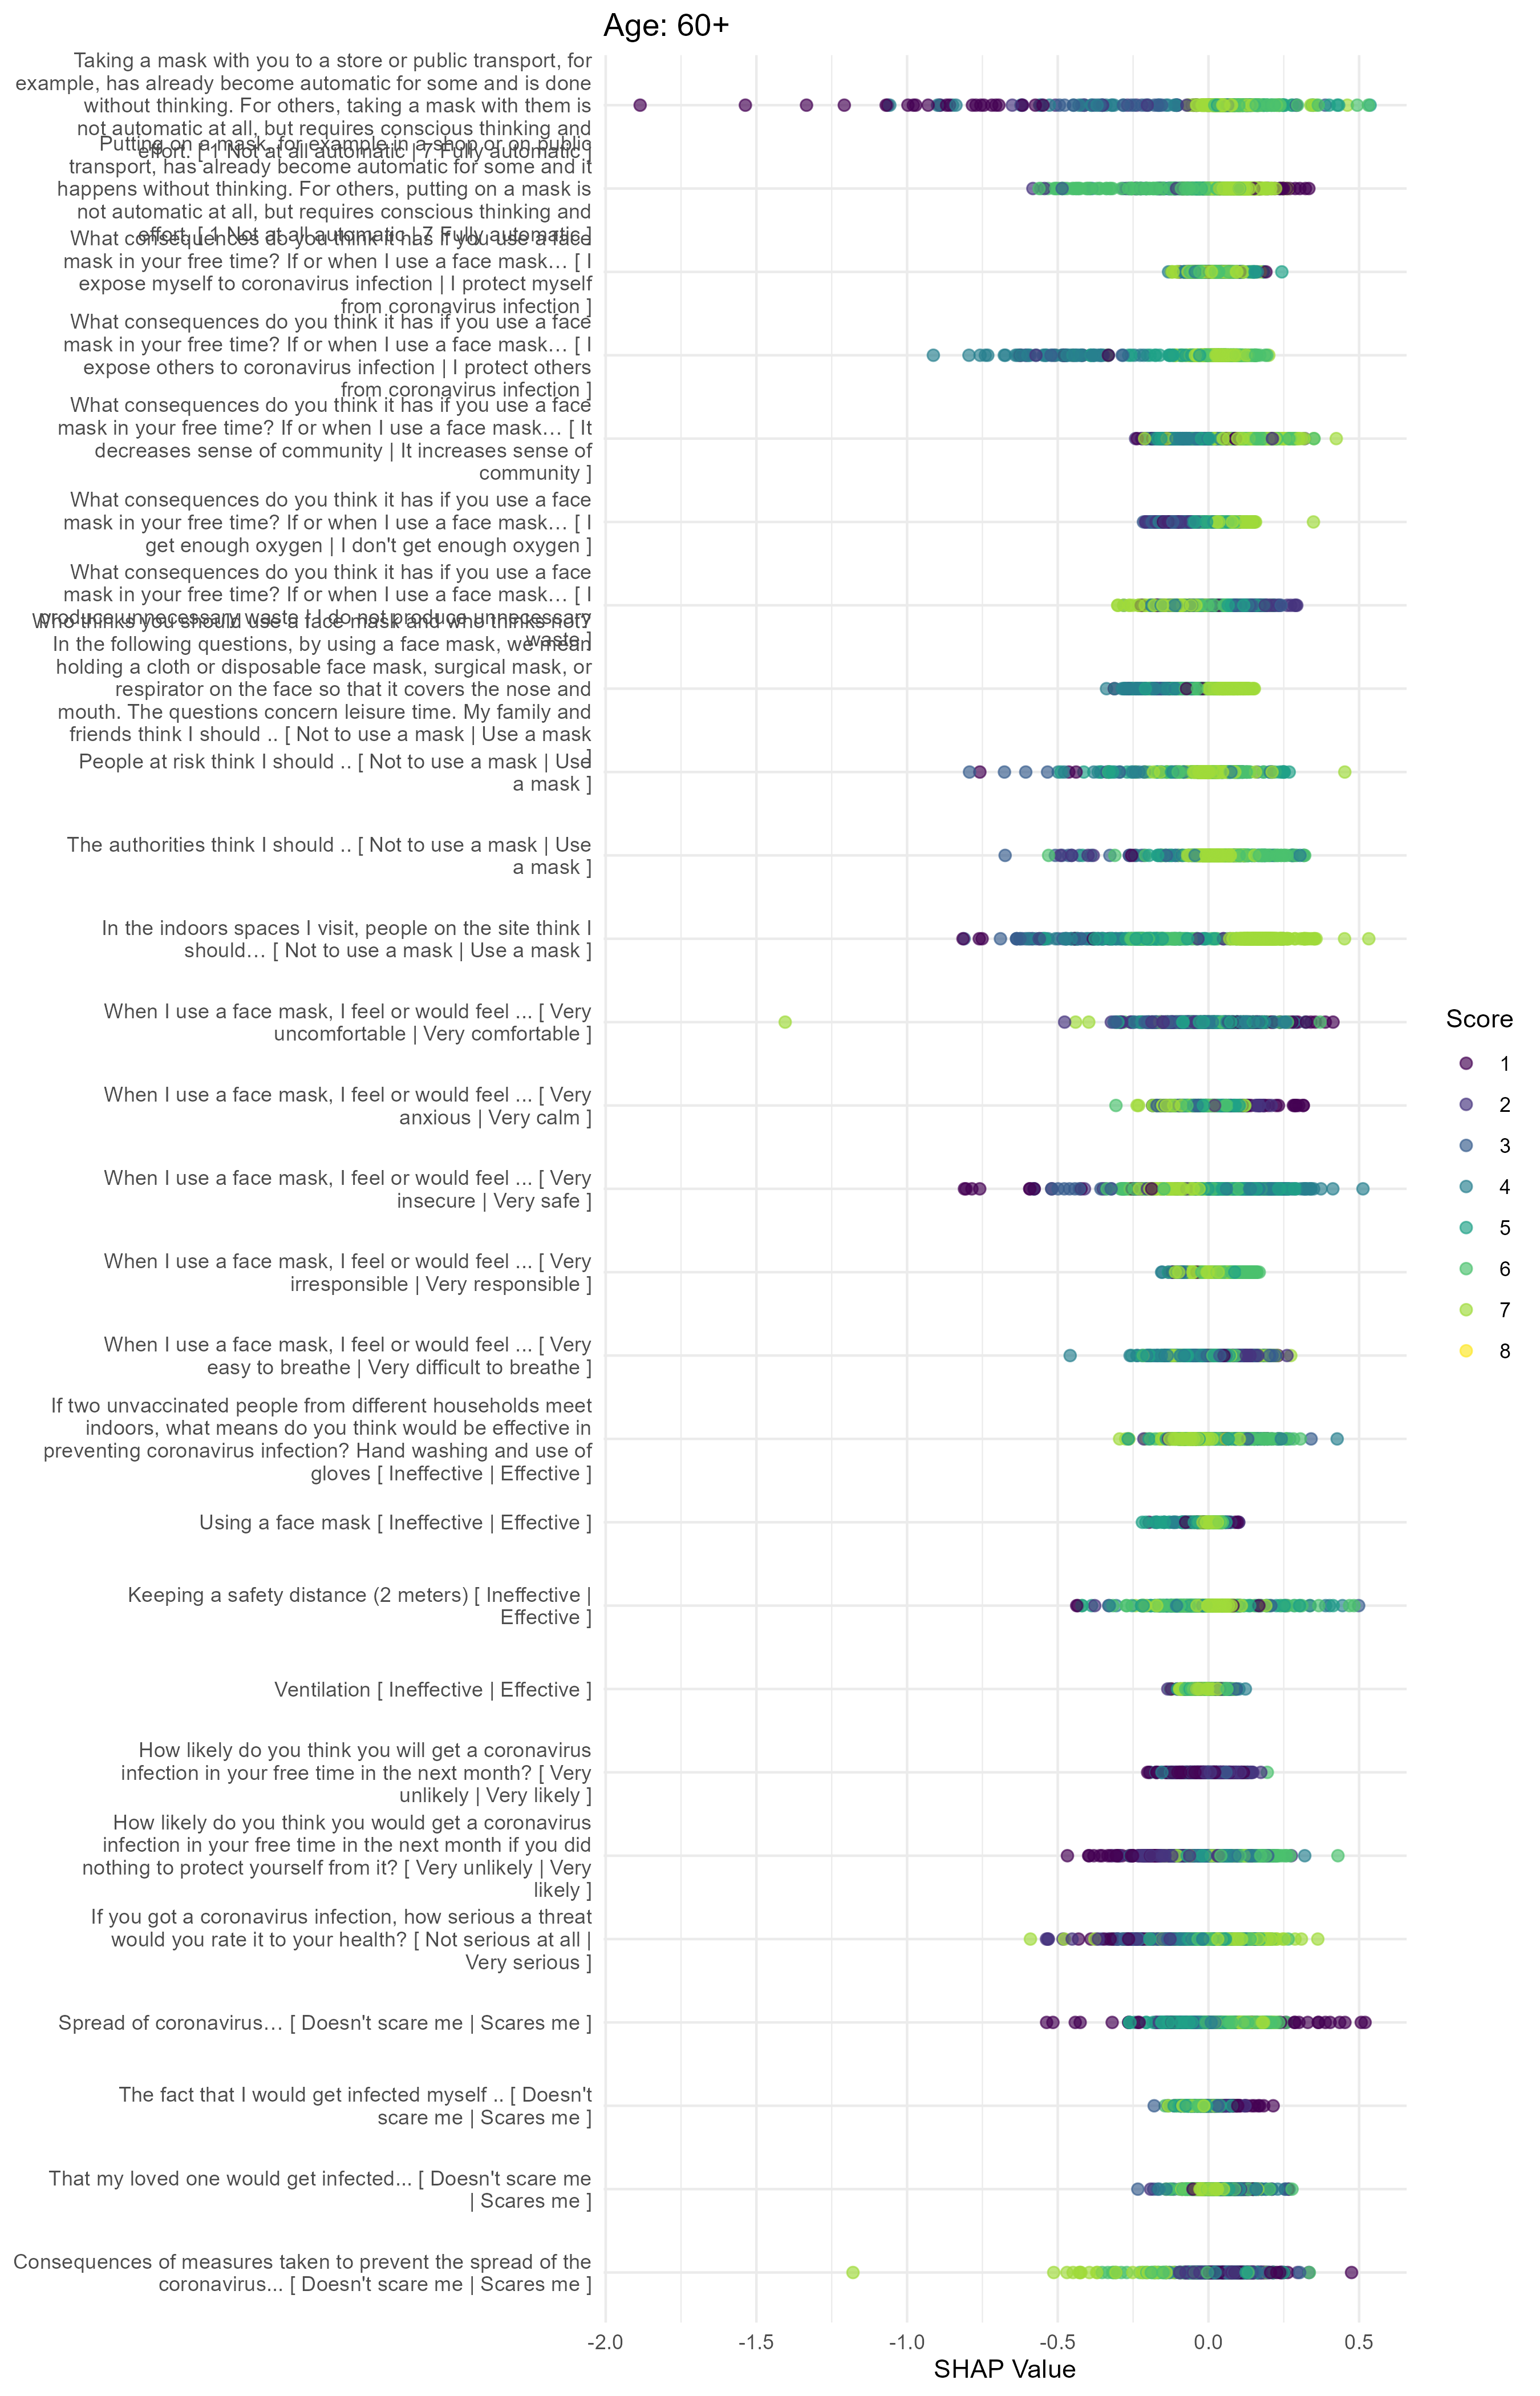 Age: 60+
Taking a mask with you to a store or public transport, for
example, has already become automatic for some and is done
without thinking. For others, taking a mask with them is
not automatic at all, but requires conscious thinking and
effort. [ 1 Not at all automatic | 7 Fully automatic ]
Putting on a mask, for example in a shop or on public
transport, has already become automatic for some and it
happens without thinking. For others, putting on a mask is
not automatic at all, but requires conscious thinking and
effort. [ 1 Not at all automatic | 7 Fully automatic ]
What consequences do you think it has if you use a face
mask in your free time? If or when I use a face mask… [ I
expose myself to coronavirus infection | I protect myself
from coronavirus infection ]
What consequences do you think it has if you use a face
mask in your free time? If or when I use a face mask… [ I
expose others to coronavirus infection | I protect others
from coronavirus infection ]
What consequences do you think it has if you use a face
mask in your free time? If or when I use a face mask… [ It
decreases sense of community | It increases sense of
community ]
What consequences do you think it has if you use a face
mask in your free time? If or when I use a face mask… [ I
get enough oxygen | I don't get enough oxygen ]
What consequences do you think it has if you use a face
mask in your free time? If or when I use a face mask… [ I
produce unnecessary waste | I do not produce unnecessary
waste ]
Who thinks you should use a face mask and who thinks not?
In the following questions, by using a face mask, we mean
holding a cloth or disposable face mask, surgical mask, or
respirator on the face so that it covers the nose and
mouth. The questions concern leisure time. My family and
friends think I should .. [ Not to use a mask | Use a mask
]
People at risk think I should .. [ Not to use a mask | Use
a mask ]
The authorities think I should .. [ Not to use a mask | Use
a mask ]
In the indoors spaces I visit, people on the site think I
should… [ Not to use a mask | Use a mask ]
When I use a face mask, I feel or would feel ... [ Very
uncomfortable | Very comfortable ]
When I use a face mask, I feel or would feel ... [ Very
anxious | Very calm ]
When I use a face mask, I feel or would feel ... [ Very
insecure | Very safe ]
When I use a face mask, I feel or would feel ... [ Very
irresponsible | Very responsible ]
When I use a face mask, I feel or would feel ... [ Very
easy to breathe | Very difficult to breathe ]
If two unvaccinated people from different households meet
indoors, what means do you think would be effective in
preventing coronavirus infection? Hand washing and use of
gloves [ Ineffective | Effective ]
Using a face mask [ Ineffective | Effective ]
Keeping a safety distance (2 meters) [ Ineffective |
Effective ]
Ventilation [ Ineffective | Effective ]
How likely do you think you will get a coronavirus
infection in your free time in the next month? [ Very
unlikely | Very likely ]
How likely do you think you would get a coronavirus
infection in your free time in the next month if you did
nothing to protect yourself from it? [ Very unlikely | Very
likely ]
If you got a coronavirus infection, how serious a threat
would you rate it to your health? [ Not serious at all |
Very serious ]
Spread of coronavirus… [ Doesn't scare me | Scares me ]
The fact that I would get infected myself .. [ Doesn't
scare me | Scares me ]
That my loved one would get infected... [ Doesn't scare me
| Scares me ]
Consequences of measures taken to prevent the spread of the
coronavirus... [ Doesn't scare me | Scares me ]
-2.0
-1.5
-1.0
-0.5
0.0
0.5
SHAP Value
Score
1
2
3
4
5
6
7
8